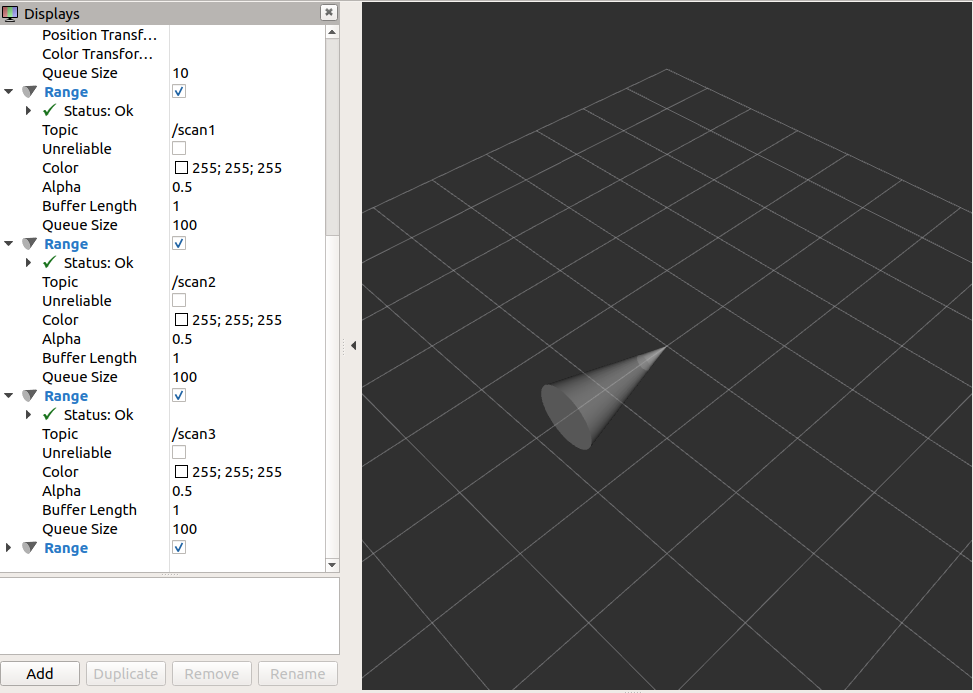 Displays
Position Transf...
Color Transfor...
Queue Size 10
Range
Status: Ok
Topic /scan1
Unreliable
Color 255; 255; 255
Alpha 0.5
Buffer Length 1
Queue Size 100
Range
Status: Ok
Topic /scan2
Unreliable
Color 255; 255; 255
Alpha 0.5
Buffer Length 1
Queue Size 100
Range
Status: Ok
Topic /scan3
Unreliable
Color 255; 255; 255
Alpha 0.5
Buffer Length 1
Queue Size 100
Range
Add Duplicate Remove Rename